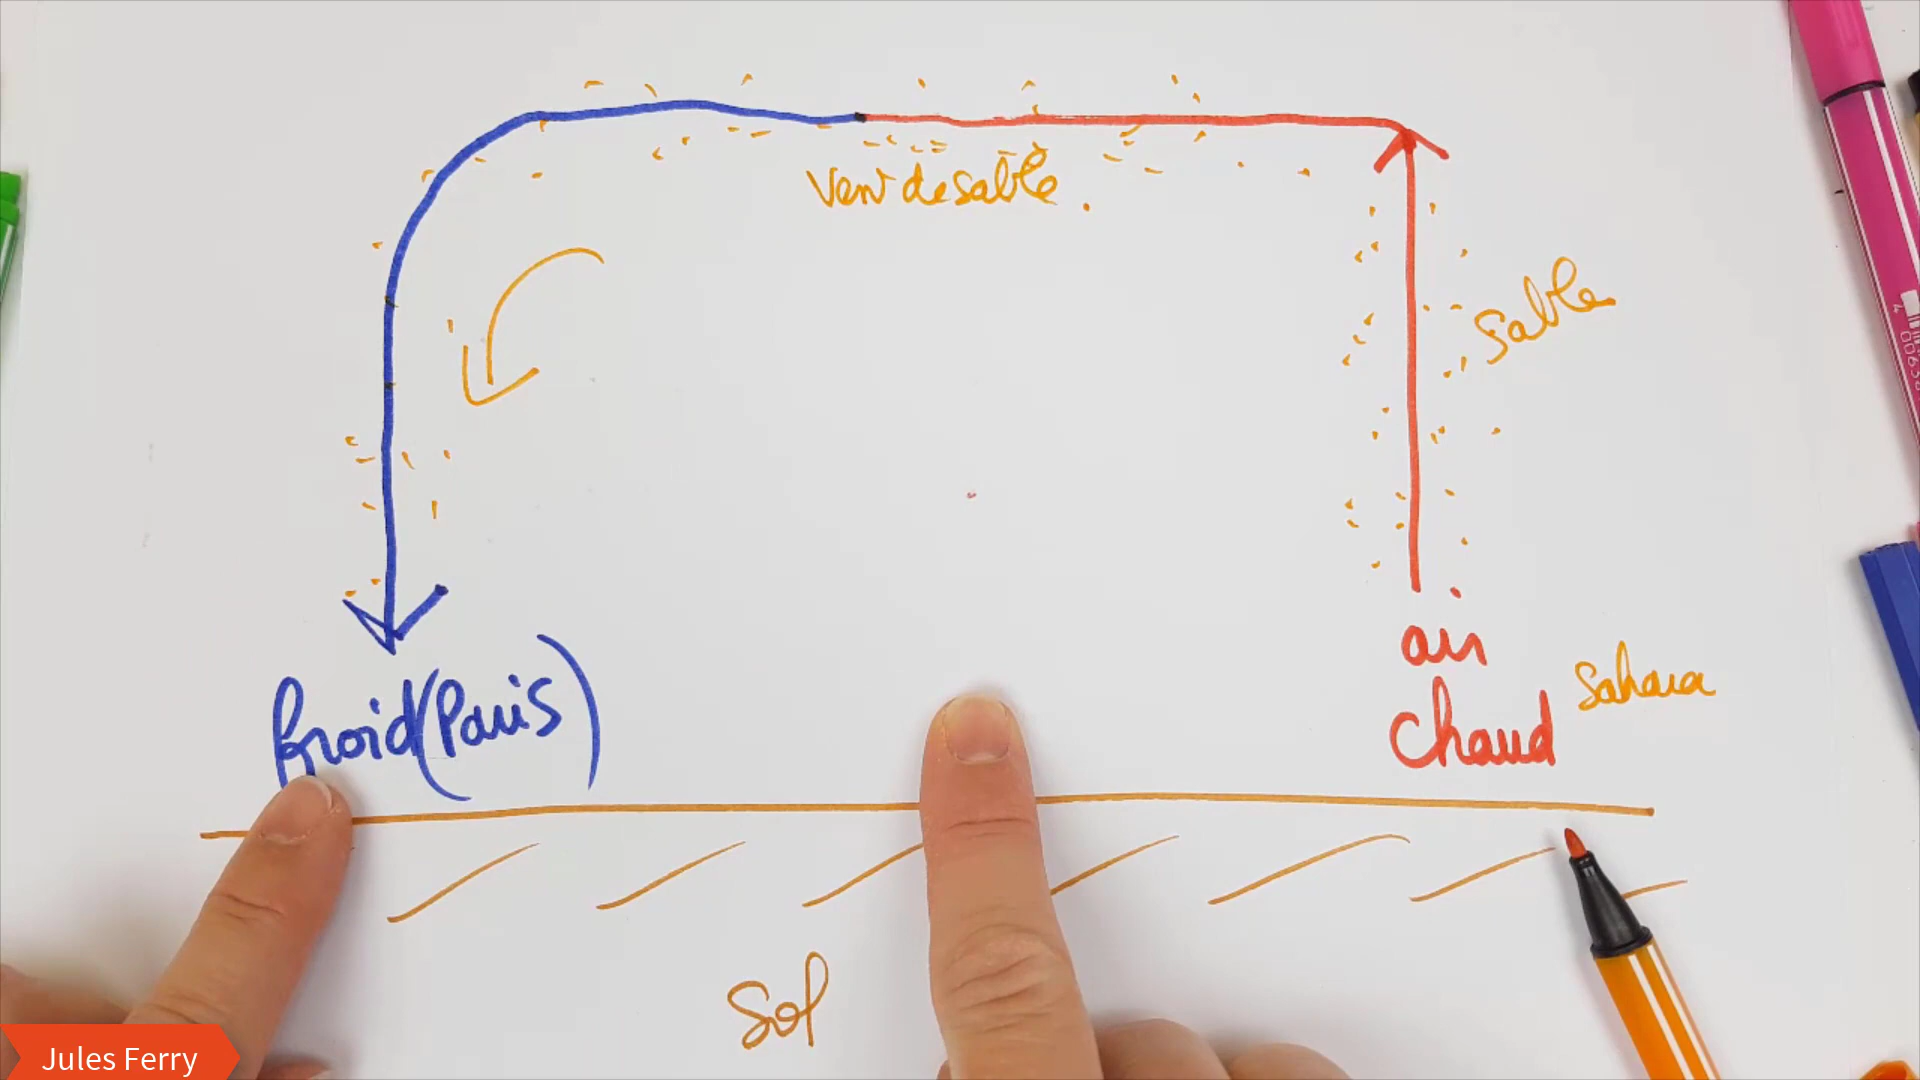 Vent de sable
Sable
froid (Paris)
air
chaud
Sahara
Sol
Jules Ferry